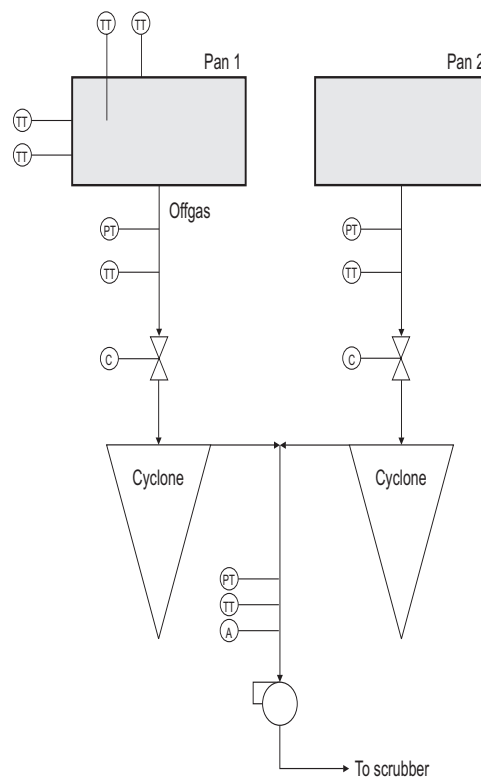 TT TT
Pan 1 Pan 2
TT
TT
Offgas
PT PT
TT TT
C C
Cyclone Cyclone
PT
TT
A
To scrubber